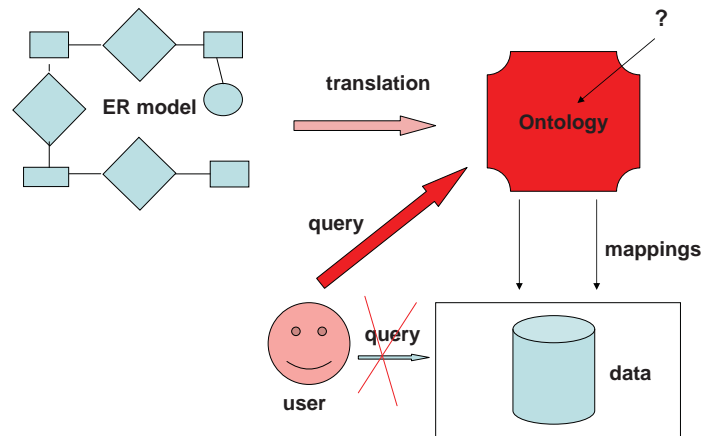 ?
translation
ER model
Ontology
query
mappings
query
data
user